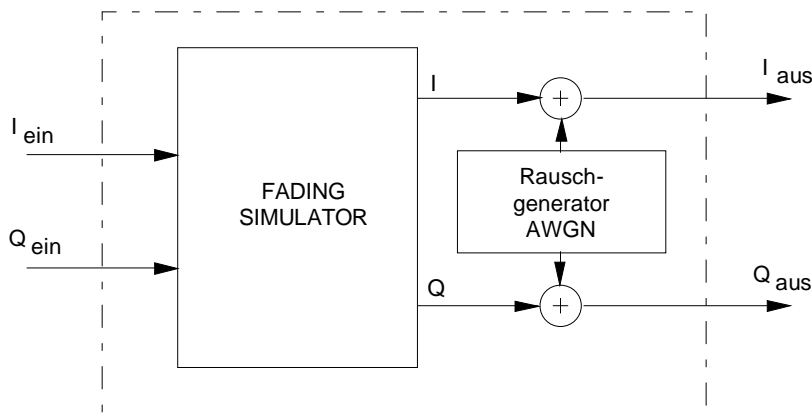 I aus
I
I ein
Rausch-
generator
AWGN
FADING
SIMULATOR
Q ein
Q
Q aus